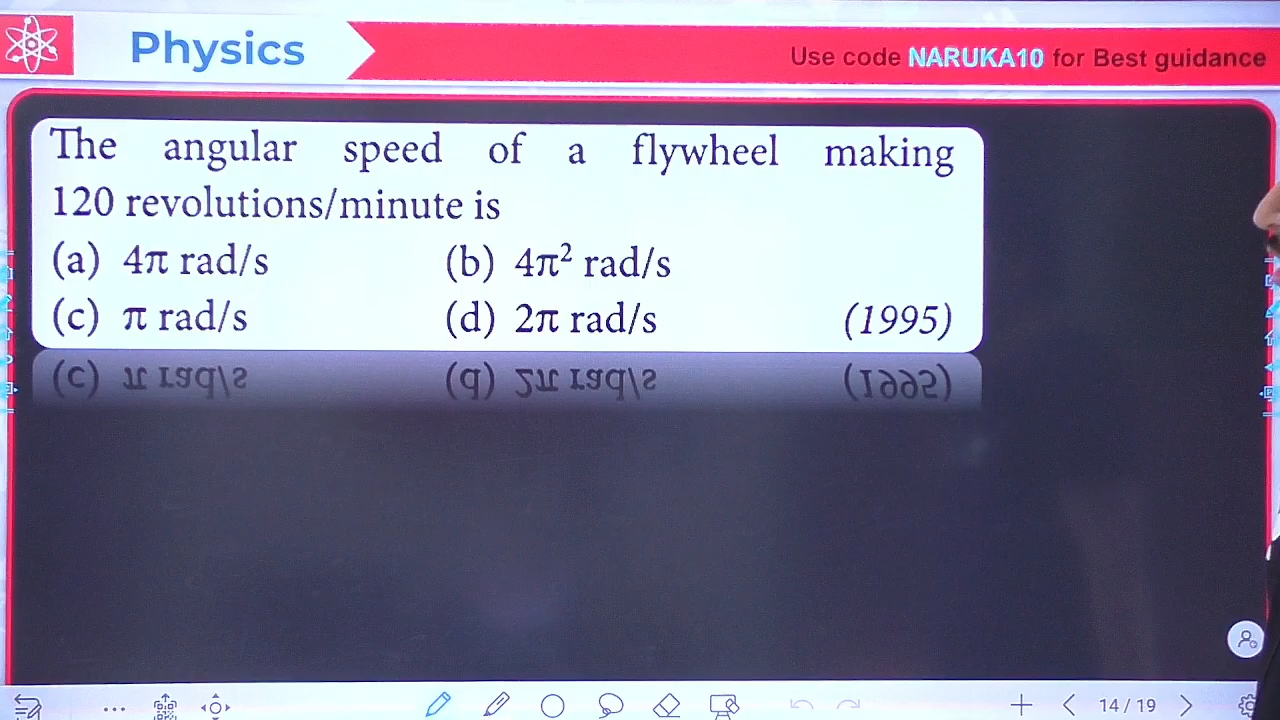 Physics
Use code NARUKA10 for Best guidance
The angular speed of a flywheel making
120 revolutions/minute is
(a) 4π rad/s (b) 4π² rad/s
(c) π rad/s (d) 2π rad/s (1995)
14 / 19